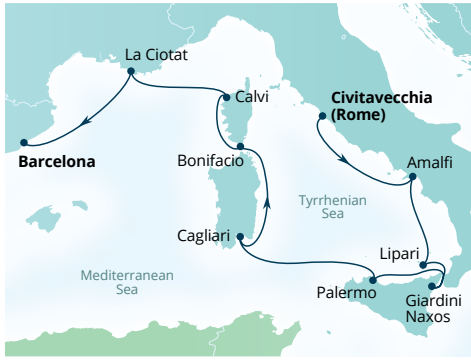 La Ciotat
Calvi
Civitavecchia
(Rome)
Barcelona
Bonifacio
Amalfi
Tyrrhenian
Sea
Cagliari
Lipari
Mediterranean
Sea
Palermo
Giardini
Naxos